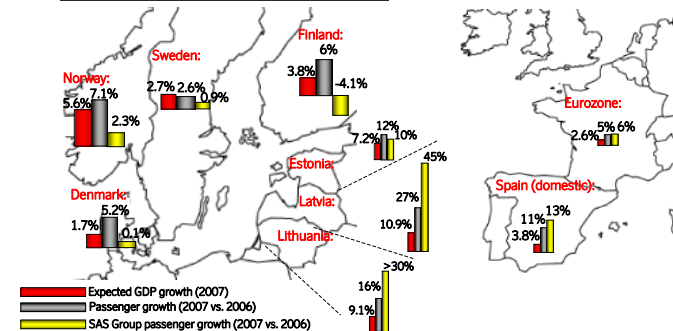 Finland:
6%
3.8%
-4.1%
Sweden:
2.7% 2.6%
0.9%
Norway:
7.1%
5.6%
2.3%
Eurozone:
5% 6%
2.6%
12%
7.2% 10%
Estonia:
45%
Latvia:
27%
10.9%
Lithuania:
Denmark:
5.2%
1.7%
0.1%
Spain (domestic):
13%
11%
3.8%
>30%
16%
9.1%
Expected GDP growth (2007)
Passenger growth (2007 vs. 2006)
SAS Group passenger growth (2007 vs. 2006)